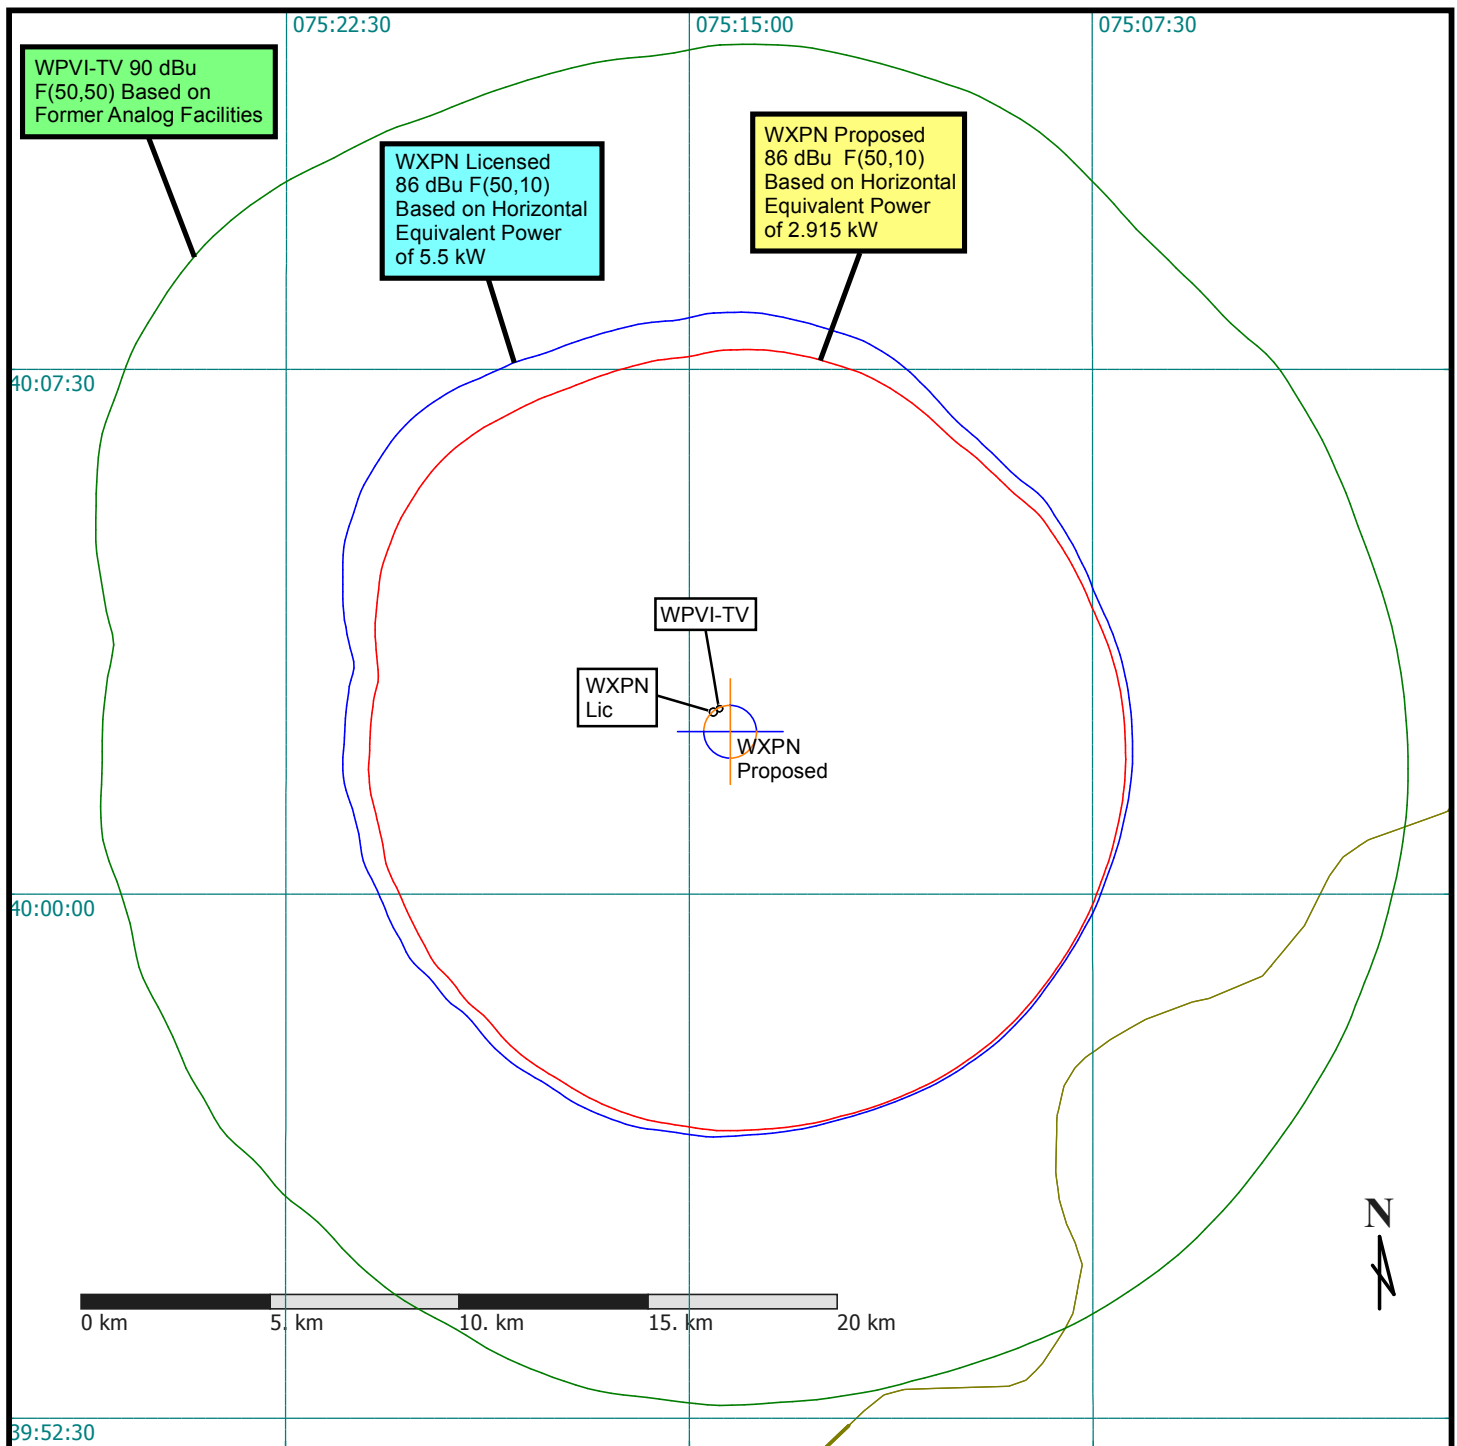 075:22:30
075:15:00
075:07:30
WPVI-TV 90 dBu
F(50,50) Based on
Former Analog Facilities
WXPN Licensed
86 dBu F(50,10)
Based on Horizontal
Equivalent Power
of 5.5 kW
WXPN Proposed
86 dBu F(50,10)
Based on Horizontal
Equivalent Power
of 2.915 kW
40:07:30
WPVI-TV
WXPN
Lic
WXPN
Proposed
40:00:00
N
0 km
5. km
10. km
15. km
20 km
39:52:30